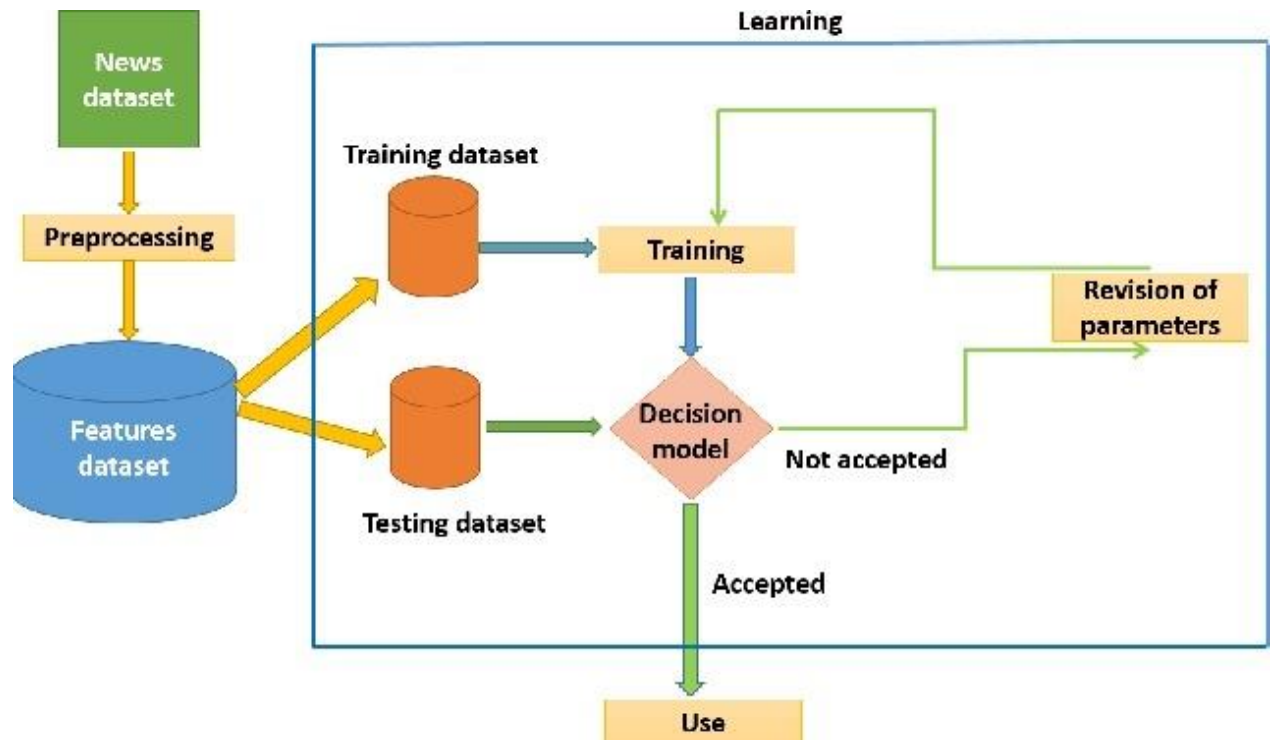 Learning
News
dataset
Training dataset
Preprocessing
Training
Revision of
parameters
Features
dataset
Decision
model
Not accepted
Testing dataset
Accepted
Use